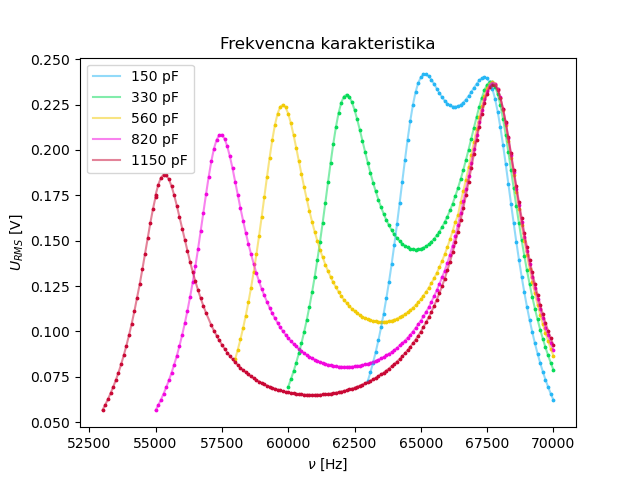 Frekvencna karakteristika
0.250
0.225
0.200
0.175
0.150
0.125
0.100
0.075
0.050
U_RMS [V]
150 pF
330 pF
560 pF
820 pF
1150 pF
52500 55000 57500 60000 62500 65000 67500 70000
ν [Hz]